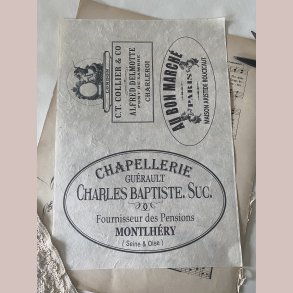 C.T. COLLIER & CO
ALFRED DELMOTTE
CHARLEROI
AU BON MARCHÉ
PARIS
MAISON ARISTIDE BOUCICAUT
CHAPELLERIE
GUÉRAULT
CHARLES BAPTISTE. SUC.
Fournisseur des Pensions
MONTLHÉRY
( Seine & Oise )